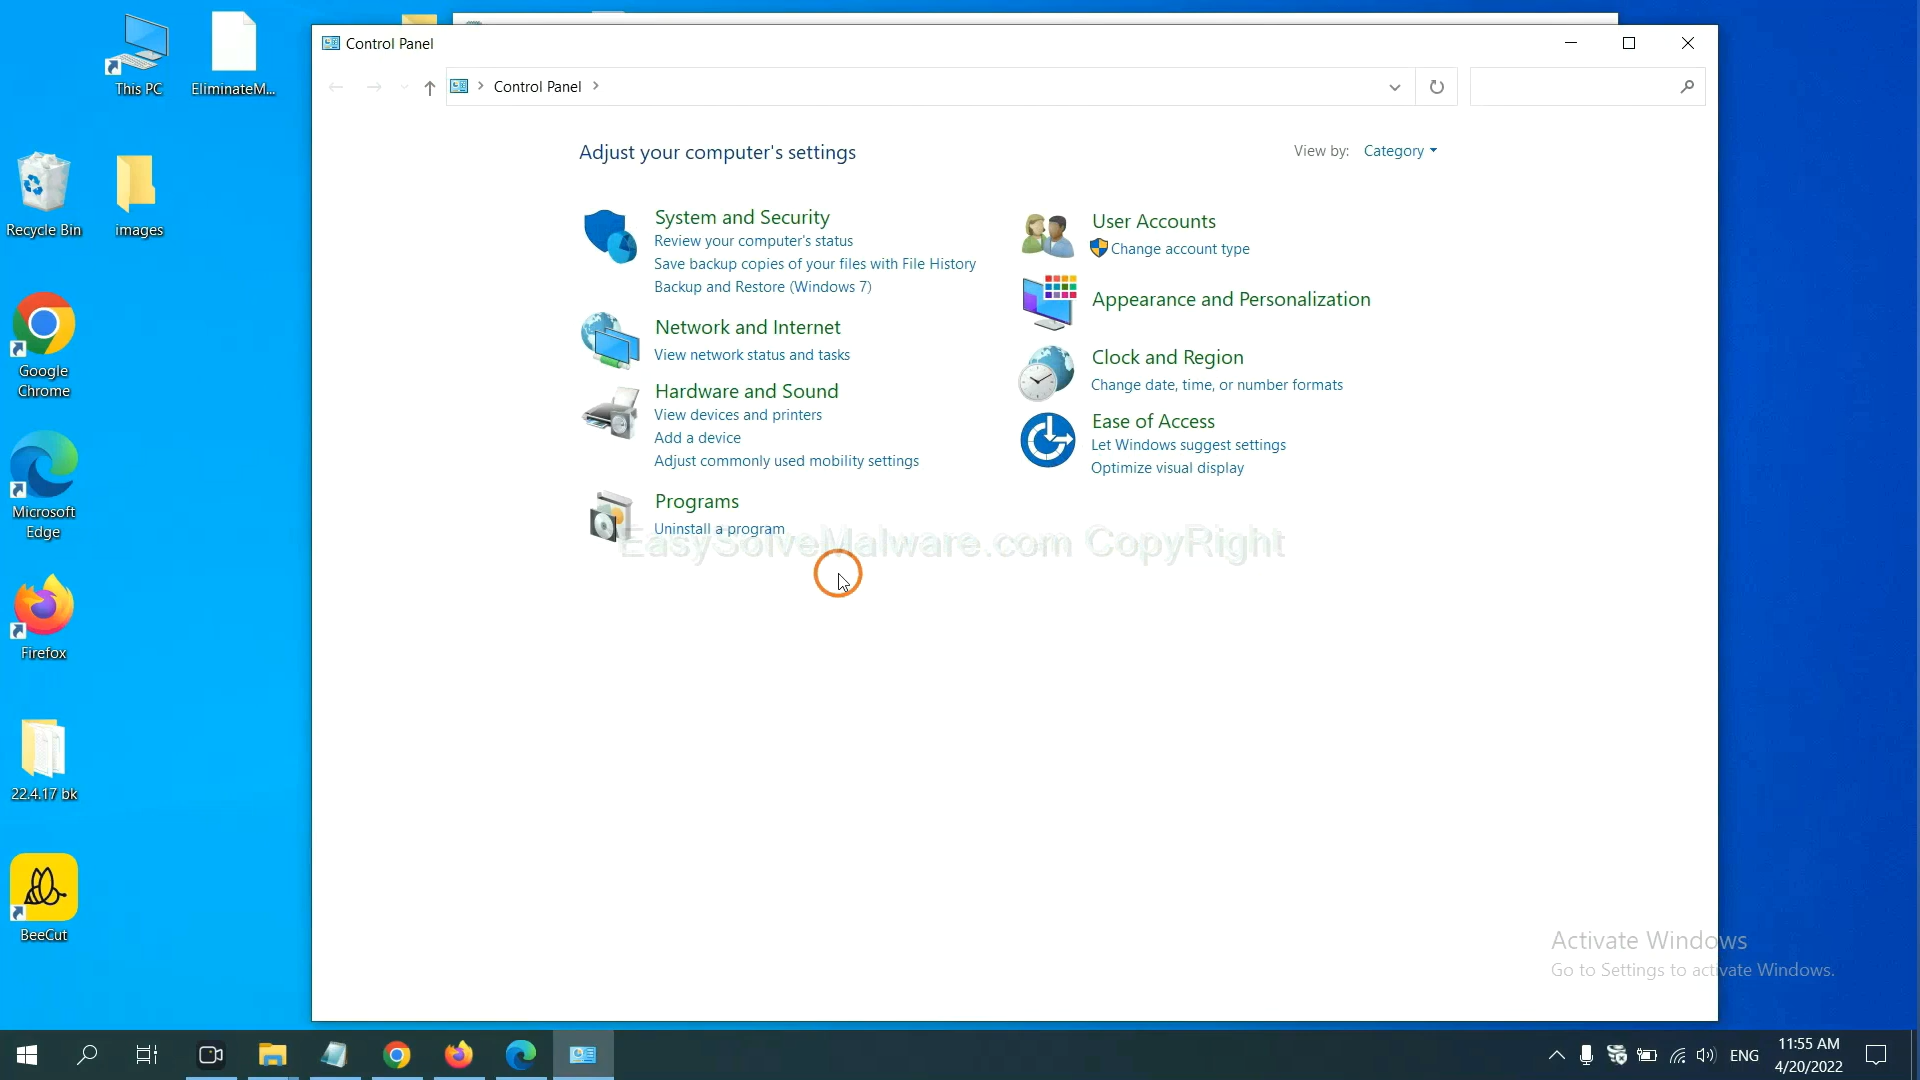 This PC
EliminateM...
Recycle Bin
images
Google
Chrome
Microsoft
Edge
Firefox
22.4.17 bk
BeeCut
Control Panel
Control Panel
Adjust your computer's settings
View by: Category
System and Security
Review your computer's status
Save backup copies of your files with File History
Backup and Restore (Windows 7)
Network and Internet
View network status and tasks
Hardware and Sound
View devices and printers
Add a device
Adjust commonly used mobility settings
Programs
Uninstall a program
User Accounts
Change account type
Appearance and Personalization
Clock and Region
Change date, time, or number formats
Ease of Access
Let Windows suggest settings
Optimize visual display
EasySolveMalware.com CopyRight
Activate Windows
Go to Settings to activate Windows.
ENG
11:55 AM
4/20/2022